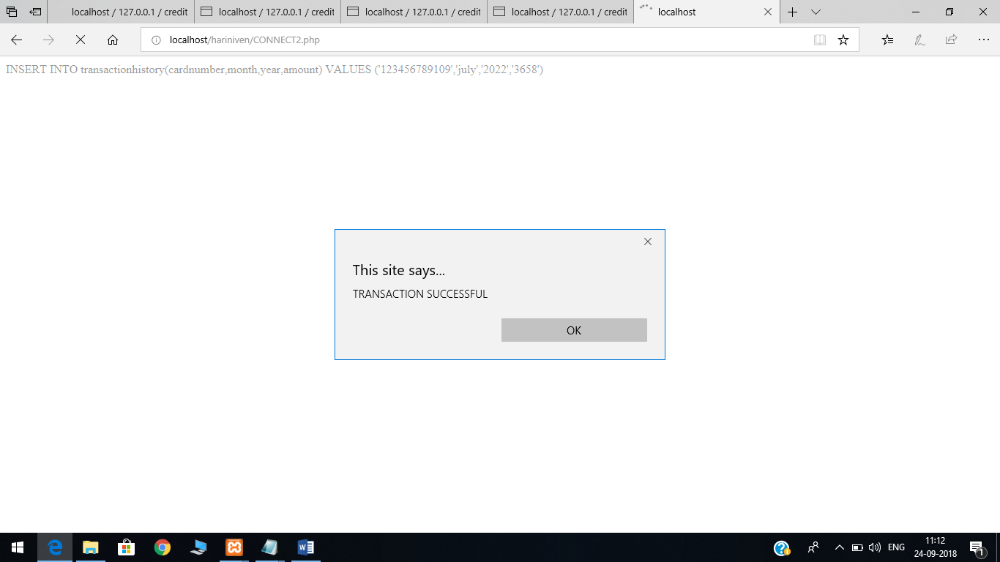 localhost / 127.0.0.1 / credit
localhost / 127.0.0.1 / credit
localhost / 127.0.0.1 / credit
localhost / 127.0.0.1 / credit
localhost
localhost/hariniven/CONNECT2.php
INSERT INTO transactionhistory(cardnumber,month,year,amount) VALUES ('123456789109','july','2022','3658')
This site says...
TRANSACTION SUCCESSFUL
OK
ENG
11:12
24-09-2018
1